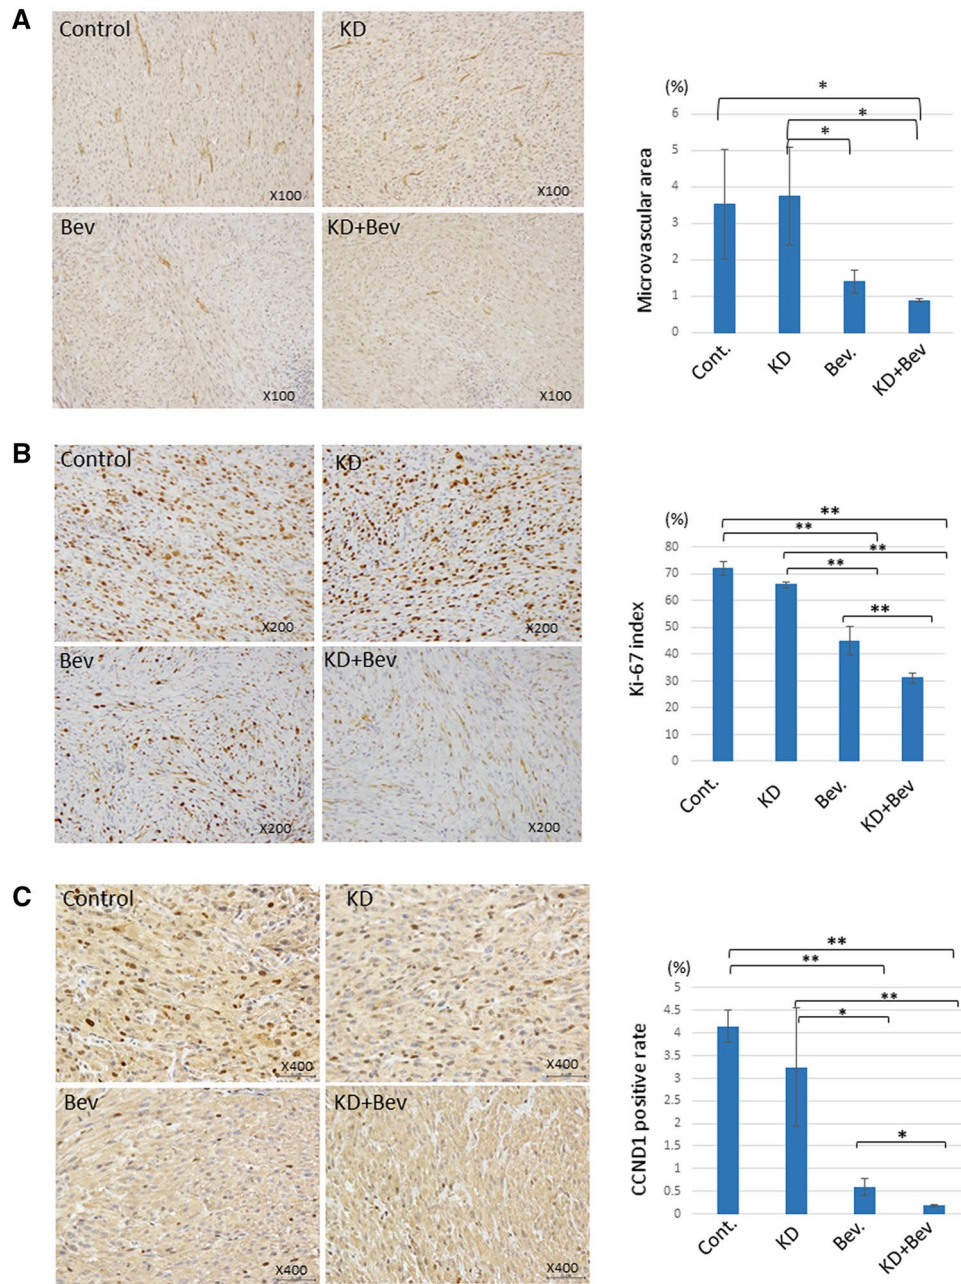 A
Control
KD
X100
X100
Bev
KD+Bev
X100
X100
(%)
*
*
*
6
5
4
3
2
1
0
Microvascular area
Cont.
KD
Bev.
KD+Bev
B
Control
KD
X200
X200
Bev
KD+Bev
X200
X200
(%)
**
**
**
**
**
80
70
60
50
40
30
20
10
0
Ki-67 index
Cont.
KD
Bev.
KD+Bev
C
Control
KD
X400
X400
Bev
KD+Bev
X400
X400
(%)
**
**
**
*
*
5
4.5
4
3.5
3
2.5
2
1.5
1
0.5
0
CCND1 positive rate
Cont.
KD
Bev.
KD+Bev